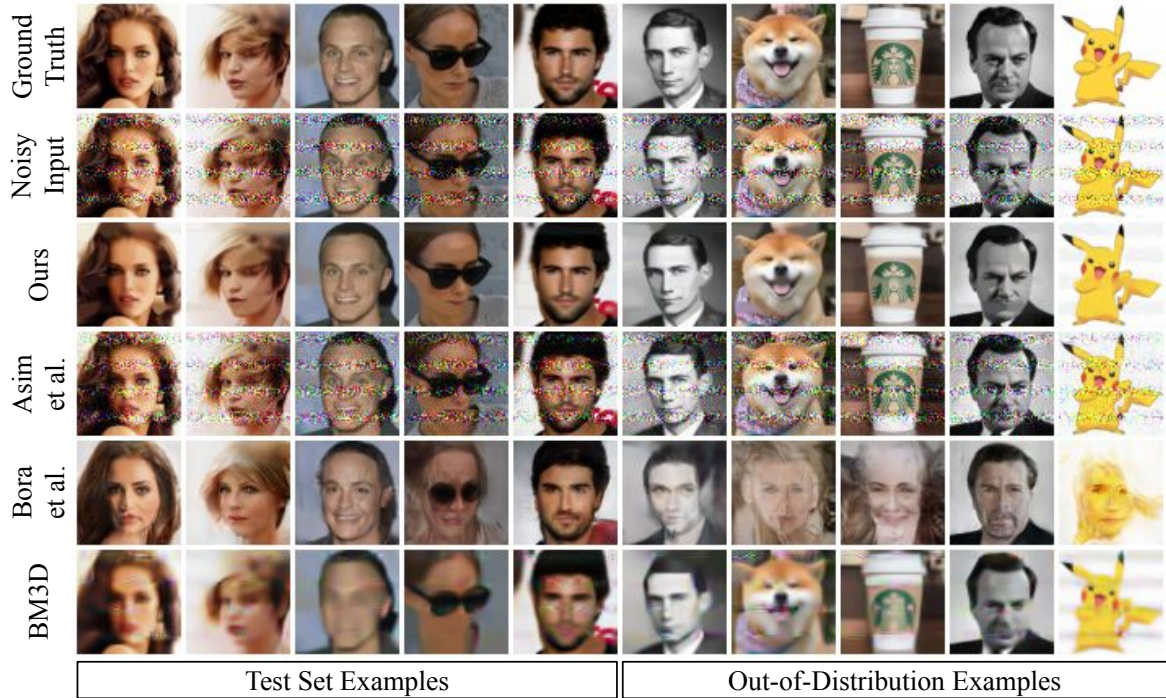 Ground
Truth
Noisy
Input
Ours
Asim
et al.
Bora
et al.
BM3D
Test Set Examples
Out-of-Distribution Examples